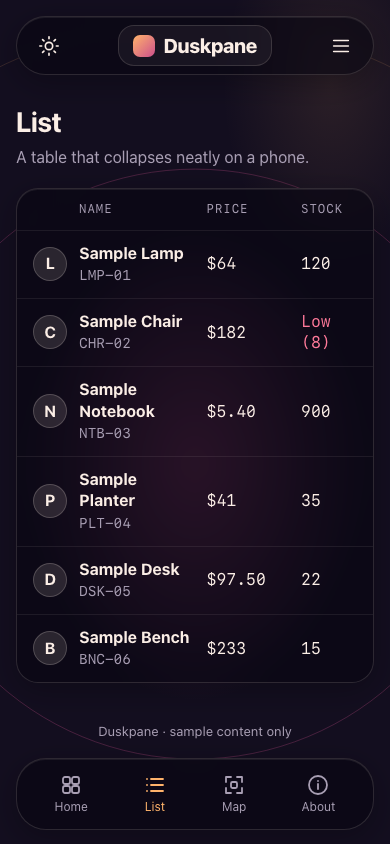 Duskpane
List
A table that collapses neatly on a phone.
NAME PRICE STOCK
L Sample Lamp $64 120
LMP–01
C Sample Chair $182 Low
CHR–02 (8)
N Sample
Notebook $5.40 900
NTB–03
P Sample
Planter $41 35
PLT–04
D Sample Desk $97.50 22
DSK–05
B Sample Bench $233 15
BNC–06
Duskpane · sample content only
Home List Map About